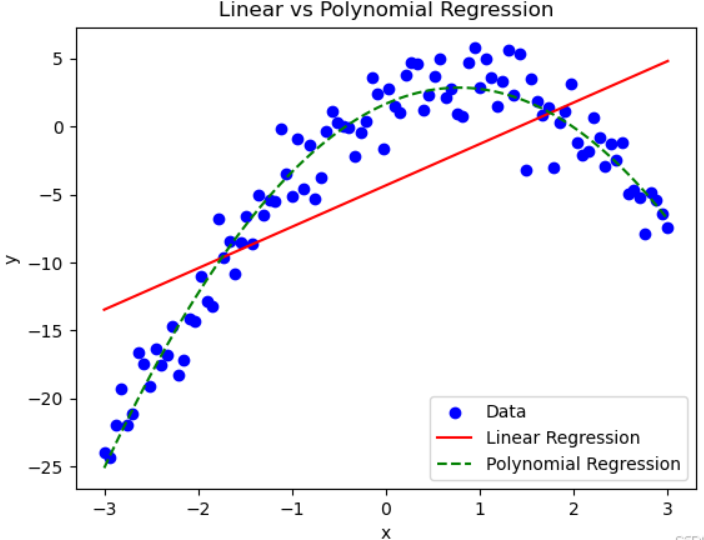 Linear vs Polynomial Regression
5
0
−5
−10
−15
−20
−25
y
Data
Linear Regression
Polynomial Regression
−3 −2 −1 0 1 2 3
x